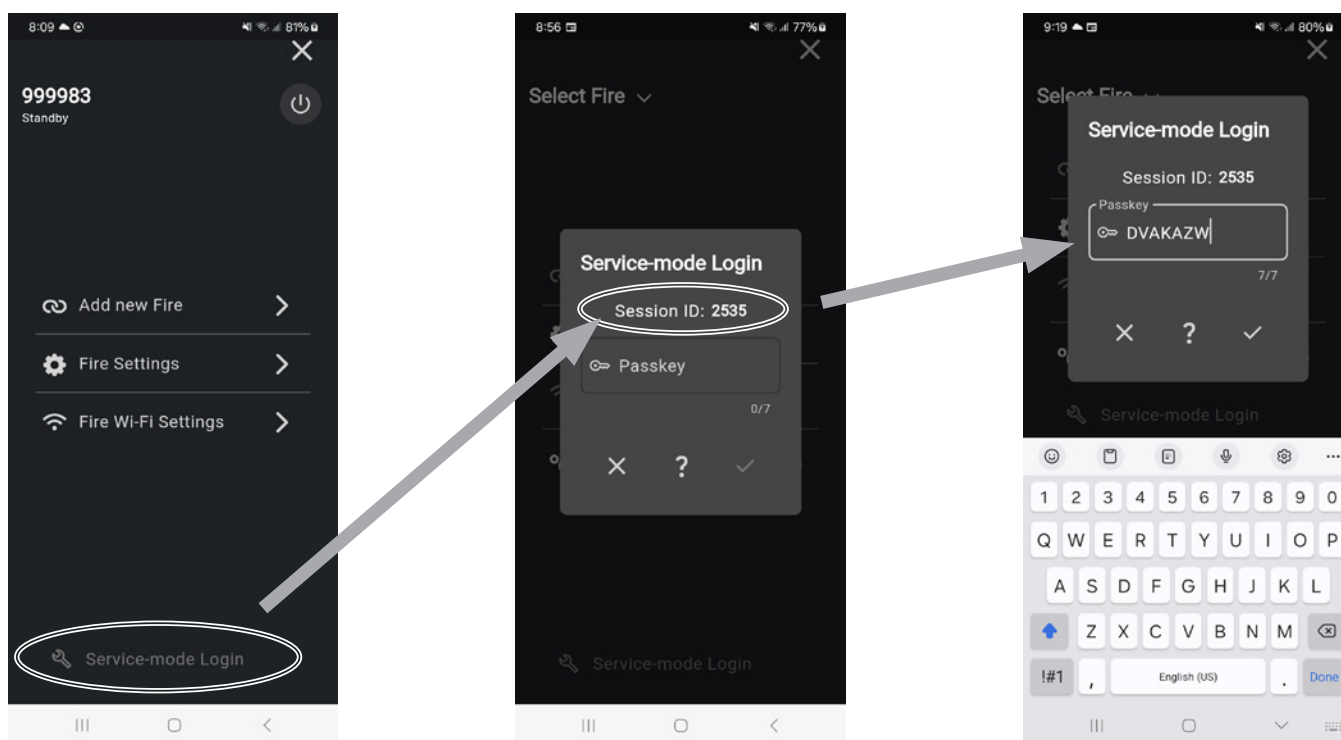 8:09 81%
999983
Standby
Add new Fire
Fire Settings
Fire Wi-Fi Settings
Service-mode Login
8:56 77%
Select Fire
Service-mode Login
Session ID: 2535
Passkey
0/7
Service-mode Login
9:19 80%
Select Fire
Service-mode Login
Session ID: 2535
Passkey
DVAKAZW
7/7
Service-mode Login
1 2 3 4 5 6 7 8 9 0
Q W E R T Y U I O P
A S D F G H J K L
Z X C V B N M
!#1 , English (US) . Done